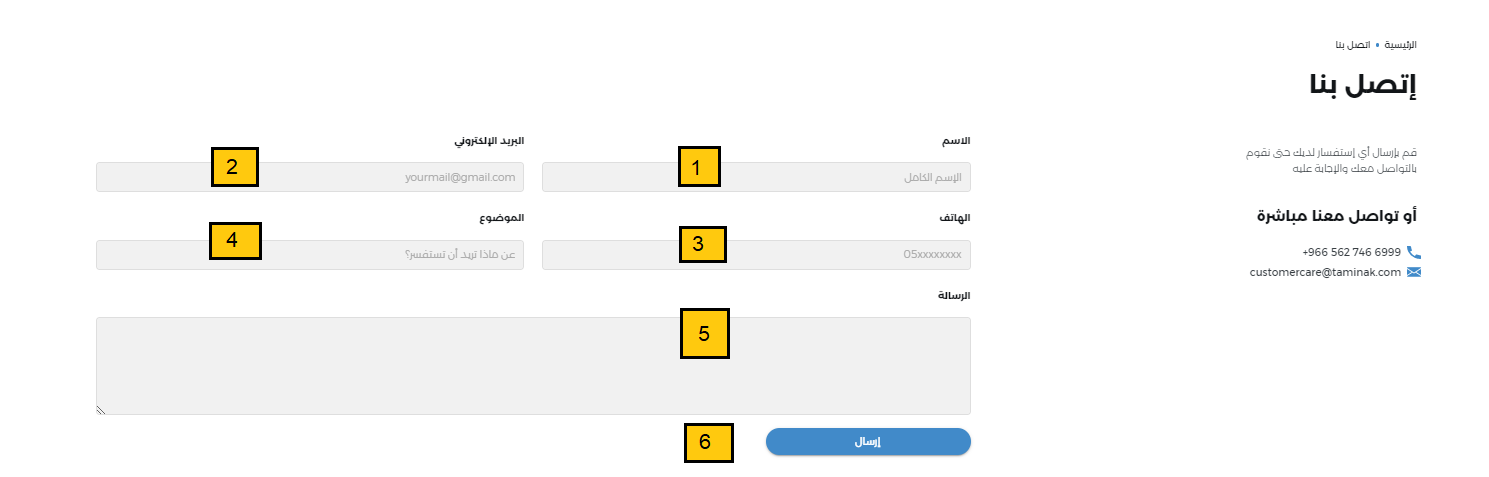 الرئيسية • اتصل بنا
إتصل بنا
قم بإرسال أي إستفسار لديك حتى نقوم
بالتواصل معك والإجابة عليه
أو تواصل معنا مباشرة
+966 562 746 6999
customercare@taminak.com
الاسم
الإسم الكامل
1
البريد الإلكتروني
yourmail@gmail.com
2
الهاتف
05xxxxxxxx
3
الموضوع
عن ماذا تريد أن تستفسر؟
4
الرسالة
5
إرسال
6